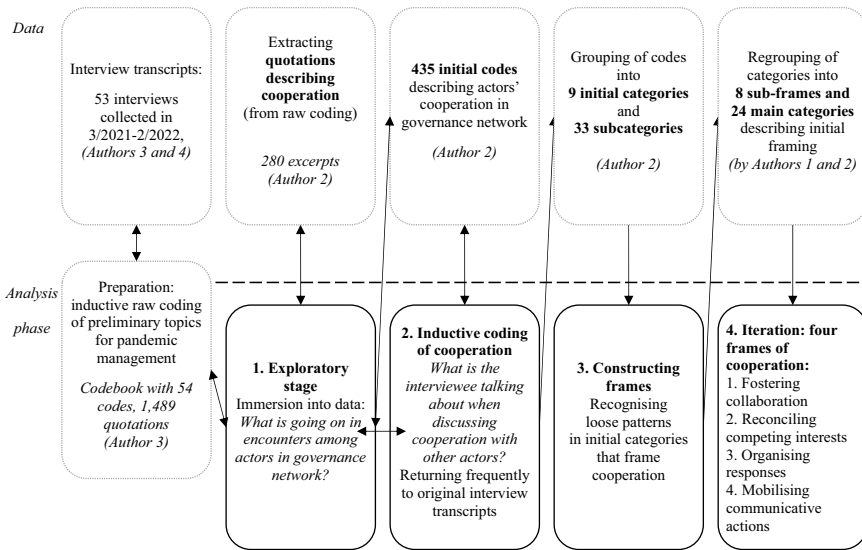 Data
Interview transcripts:
53 interviews
collected in
3/2021-2/2022,
(Authors 3 and 4)
Extracting
quotations
describing
cooperation
(from raw coding)
280 excerpts
(Author 2)
435 initial codes
describing actors’
cooperation in
governance network
(Author 2)
Grouping of codes
into
9 initial categories
and
33 subcategories
(Author 2)
Regrouping of
categories into
8 sub-frames and
24 main categories
describing initial
framing
(by Authors 1 and 2)
Analysis
phase
Preparation:
inductive raw coding
of preliminary topics
for pandemic
management
Codebook with 54
codes, 1,489
quotations
(Author 3)
1. Exploratory
stage
Immersion into data:
What is going on in
encounters among
actors in governance
network?
2. Inductive coding
of cooperation
What is the
interviewee talking
about when
discussing
cooperation with
other actors?
Returning frequently
to original interview
transcripts
3. Constructing
frames
Recognising
loose patterns
in initial categories
that frame
cooperation
4. Iteration: four
frames of
cooperation:
1. Fostering
collaboration
2. Reconciling
competing interests
3. Organising
responses
4. Mobilising
communicative
actions